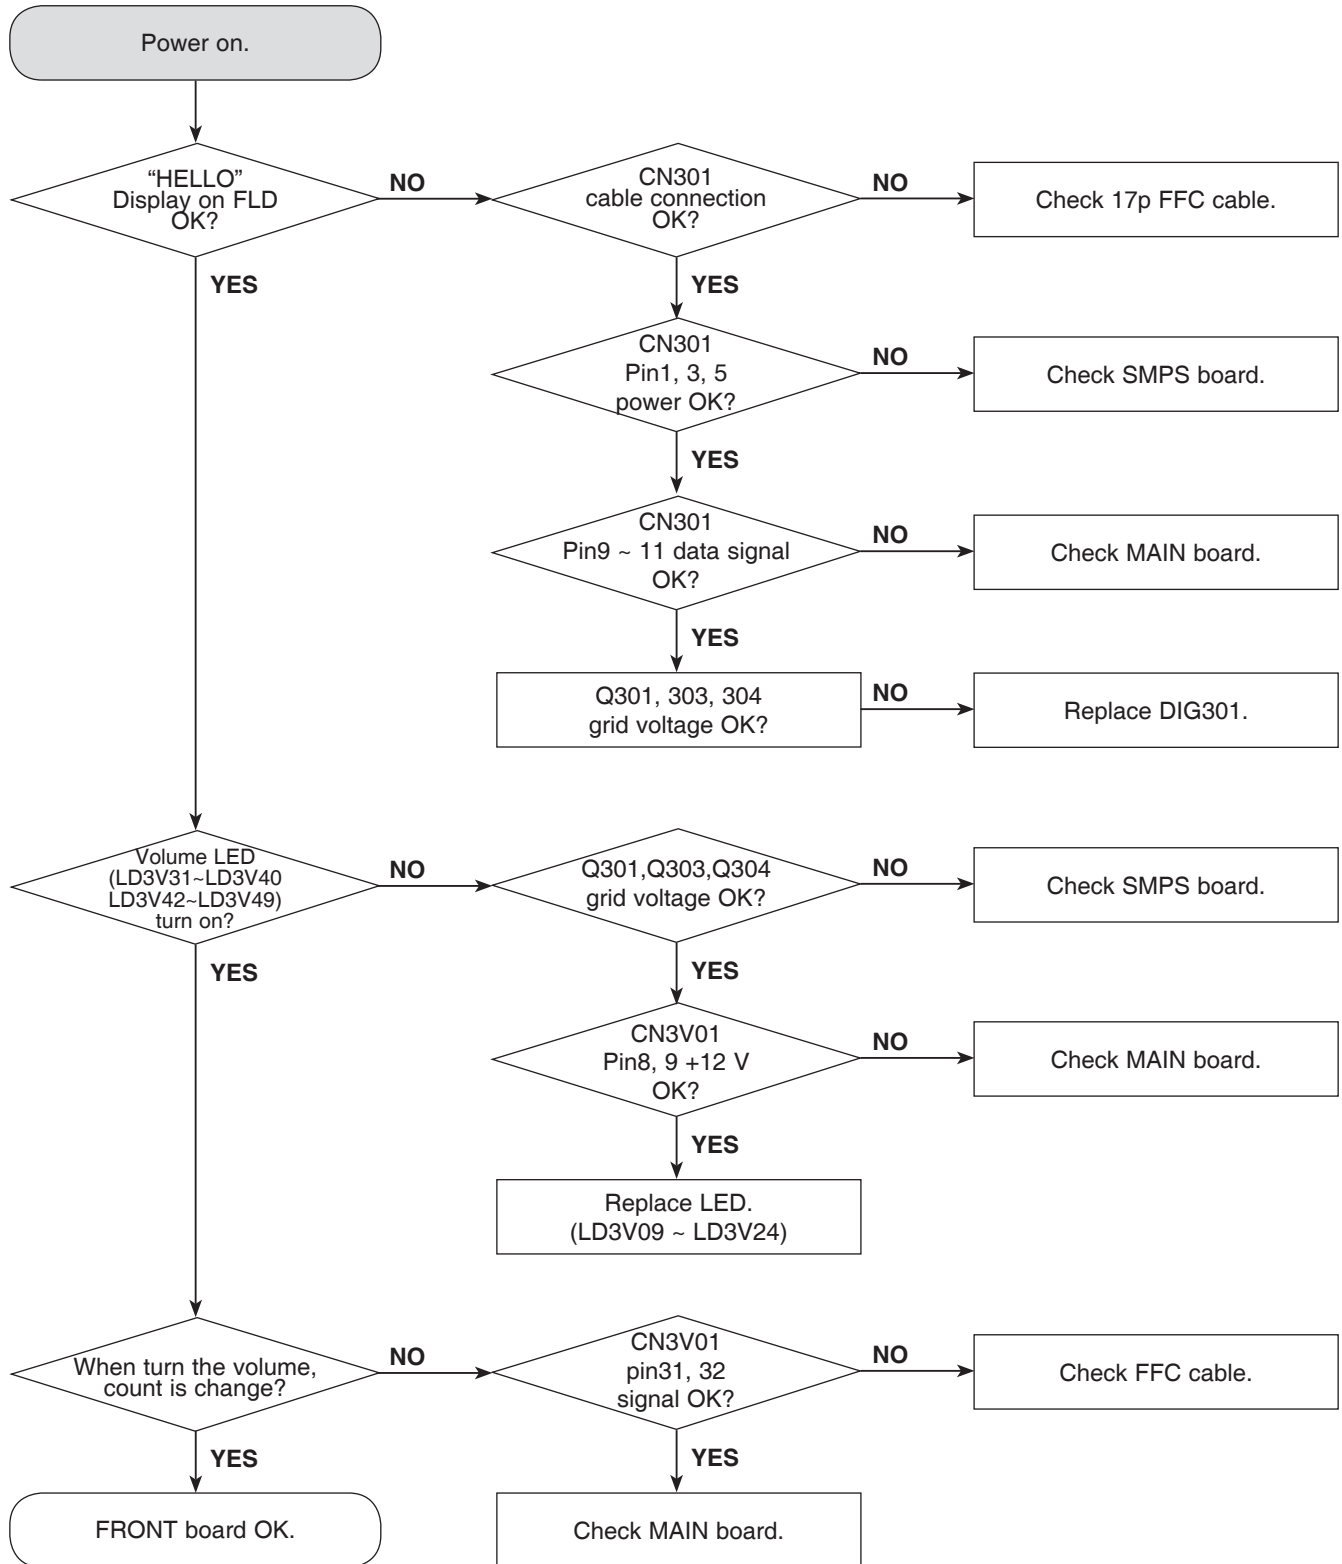 Power on.
“HELLO”
Display on FLD
OK?
NO
CN301
cable connection
OK?
NO
Check 17p FFC cable.
YES
YES
CN301
Pin1, 3, 5
power OK?
NO
Check SMPS board.
YES
CN301
Pin9 ~ 11 data signal
OK?
NO
Check MAIN board.
YES
Q301, 303, 304
grid voltage OK?
NO
Replace DIG301.
Volume LED
(LD3V31~LD3V40
LD3V42~LD3V49)
turn on?
NO
Q301,Q303,Q304
grid voltage OK?
NO
Check SMPS board.
YES
YES
CN3V01
Pin8, 9 +12 V
OK?
NO
Check MAIN board.
YES
Replace LED.
(LD3V09 ~ LD3V24)
When turn the volume,
count is change?
NO
CN3V01
pin31, 32
signal OK?
NO
Check FFC cable.
YES
YES
FRONT board OK.
Check MAIN board.